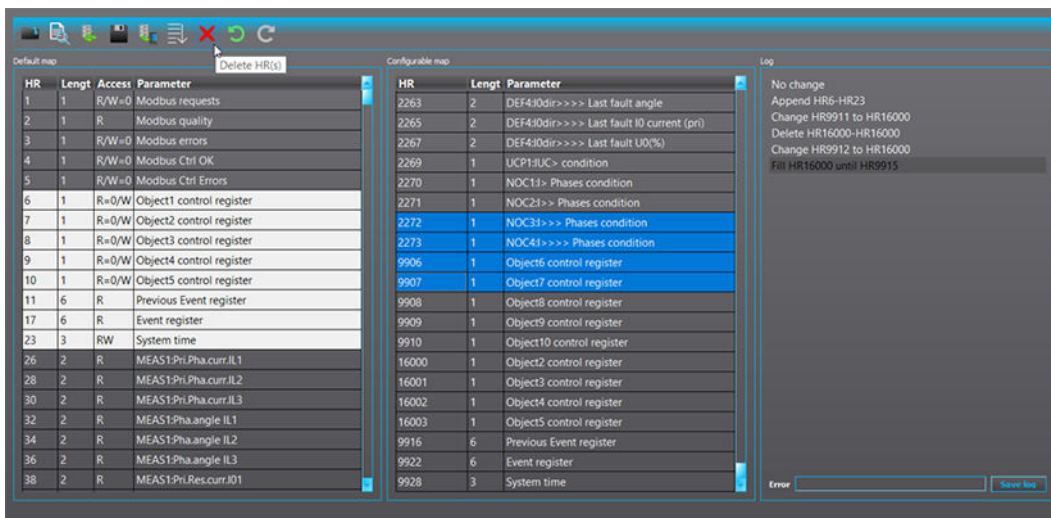 Delete HR(s)
Default map
HR Lengt Access Parameter
1 1 R/W=0 Modbus requests
2 1 R Modbus quality
3 1 R/W=0 Modbus errors
4 1 R/W=0 Modbus Ctrl OK
5 1 R/W=0 Modbus Ctrl Errors
6 1 R=0/W Object1 control register
7 1 R=0/W Object2 control register
8 1 R=0/W Object3 control register
9 1 R=0/W Object4 control register
10 1 R=0/W Object5 control register
11 6 R Previous Event register
17 6 R Event register
23 3 RW System time
26 2 R MEAS1:Pri.Pha.curr.IL1
28 2 R MEAS1:Pri.Pha.curr.IL2
30 2 R MEAS1:Pri.Pha.curr.IL3
32 2 R MEAS1:Pha.angle IL1
34 2 R MEAS1:Pha.angle IL2
36 2 R MEAS1:Pha.angle IL3
38 2 R MEAS1:Pri.Res.curr.I01
Configurable map
HR Lengt Parameter
2263 2 DEF4:I0dir>>>> Last fault angle
2265 2 DEF4:I0dir>>>> Last fault I0 current (pri)
2267 2 DEF4:I0dir>>>> Last fault U0(%)
2269 1 UCP1:IUC> condition
2270 1 NOC1:I> Phases condition
2271 1 NOC2:I>> Phases condition
2272 1 NOC3:I>>> Phases condition
2273 1 NOC4:I>>>> Phases condition
9906 1 Object6 control register
9907 1 Object7 control register
9908 1 Object8 control register
9909 1 Object9 control register
9910 1 Object10 control register
16000 1 Object2 control register
16001 1 Object3 control register
16002 1 Object4 control register
16003 1 Object5 control register
9916 6 Previous Event register
9922 6 Event register
9928 3 System time
Log
No change
Append HR6-HR23
Change HR9911 to HR16000
Delete HR16000-HR16000
Change HR9912 to HR16000
Fill HR16000 until HR9915
Error
Save log